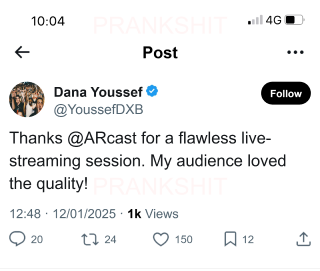 PRANKSHIT
10:04
4G
Post
Dana Youssef
Follow
@YoussefDXB
Thanks @ARcast for a flawless live-
streaming session. My audience loved
the quality!
PRANKSHIT
12:48 · 12/01/2025 · 1k Views
20 24 150 12